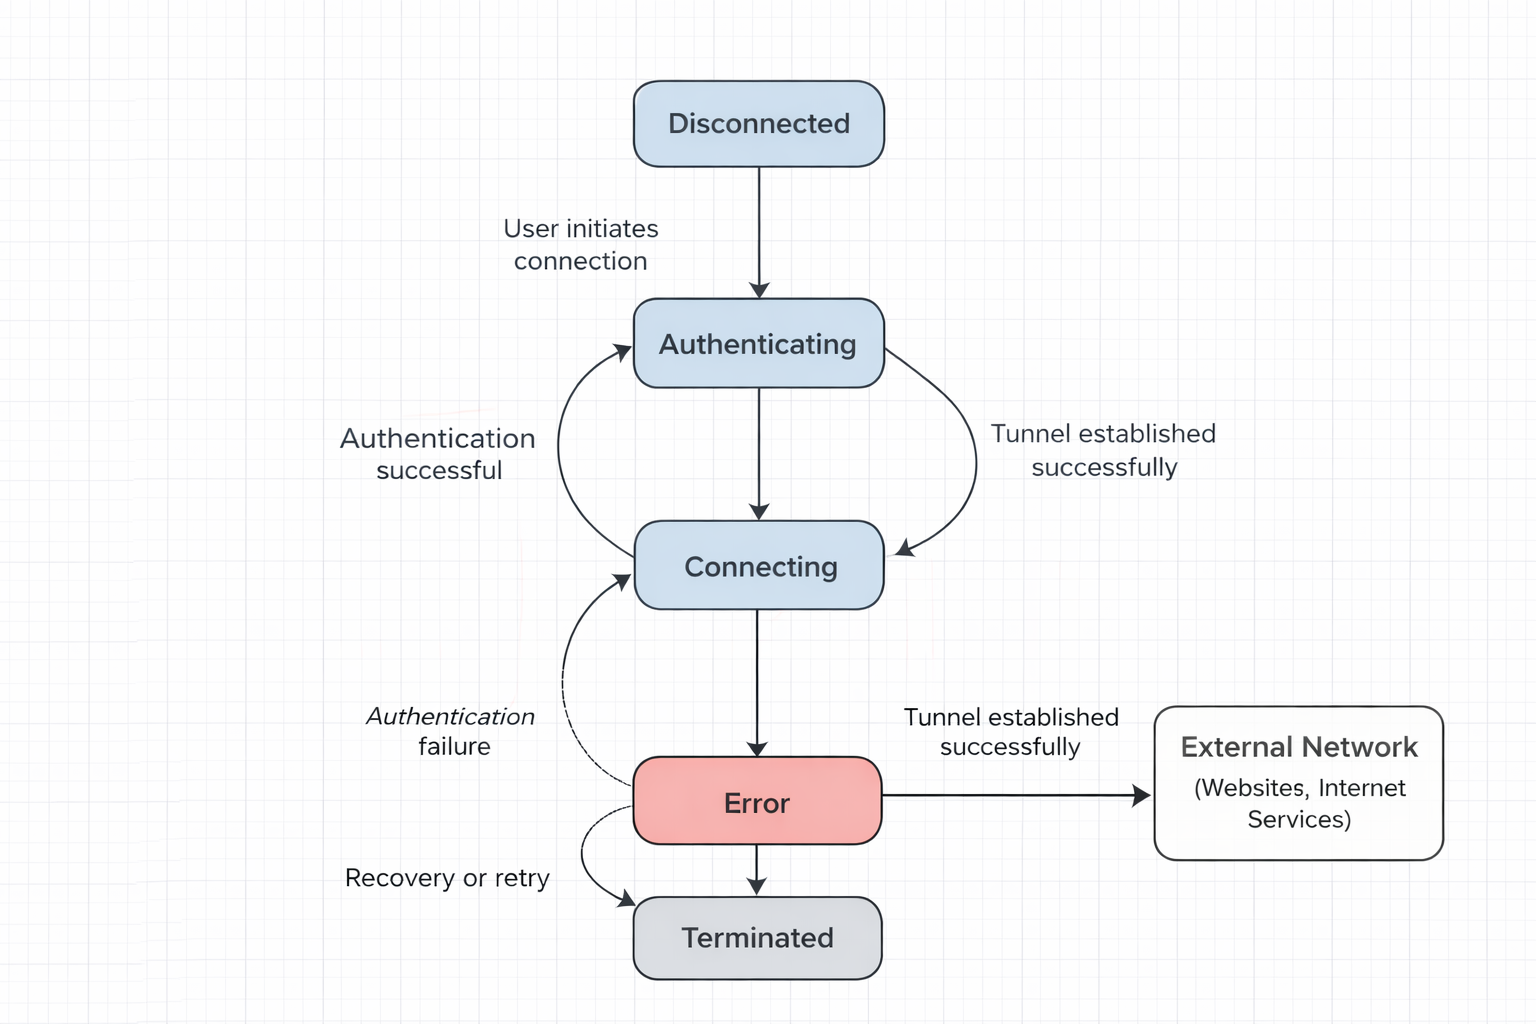 Disconnected
User initiates
connection
Authenticating
Authentication
successful
Tunnel established
successfully
Connecting
Authentication
failure
Tunnel established
successfully
External Network
(Websites, Internet
Services)
Error
Recovery or retry
Terminated